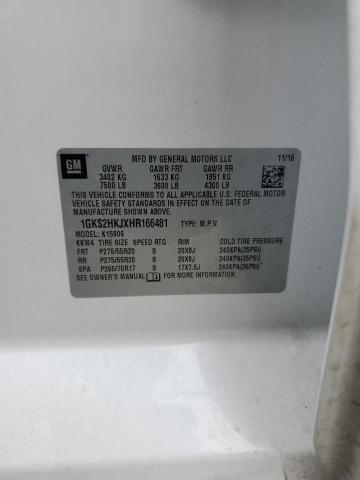 GM
MFD BY GENERAL MOTORS LLC 11/16
GVWR GAWR FRT GAWR RR
3402 KG 1633 KG 1951 KG
7500 LB 3600 LB 4300 LB
THIS VEHICLE CONFORMS TO ALL APPLICABLE U.S. FEDERAL MOTOR
VEHICLE SAFETY STANDARDS IN EFFECT ON THE DATE OF
MANUFACTURE SHOWN ABOVE.
1GKS2HKJXHR166481 TYPE: M.P.V.
MODEL: K15906
KKW4 TIRE SIZE SPEED RTG RIM COLD TIRE PRESSURE
FRT P275/55R20 S 20X9J 240KPA(35PSI)
RR P275/55R20 S 20X9J 240KPA(35PSI)
SPA P265/70R17 S 17X7.5J 240KPA(35PSI)
SEE OWNER'S MANUAL FOR MORE INFORMATION